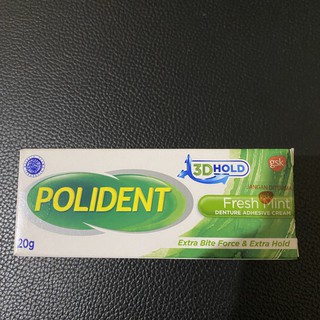 3D HOLD
gsk
POLIDENT
Fresh Mint
DENTURE ADHESIVE CREAM
20g
Extra Bite Force & Extra Hold